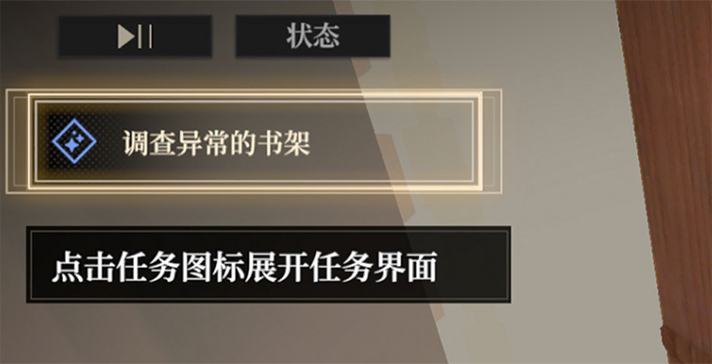 状态
调查异常的书架
点击任务图标展开任务界面